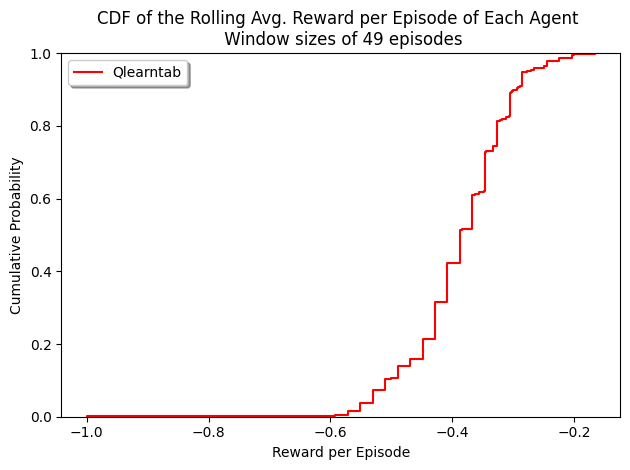 CDF of the Rolling Avg. Reward per Episode of Each Agent
Window sizes of 49 episodes
Qlearntab
Cumulative Probability
1.0
0.8
0.6
0.4
0.2
0.0
−1.0 −0.8 −0.6 −0.4 −0.2
Reward per Episode